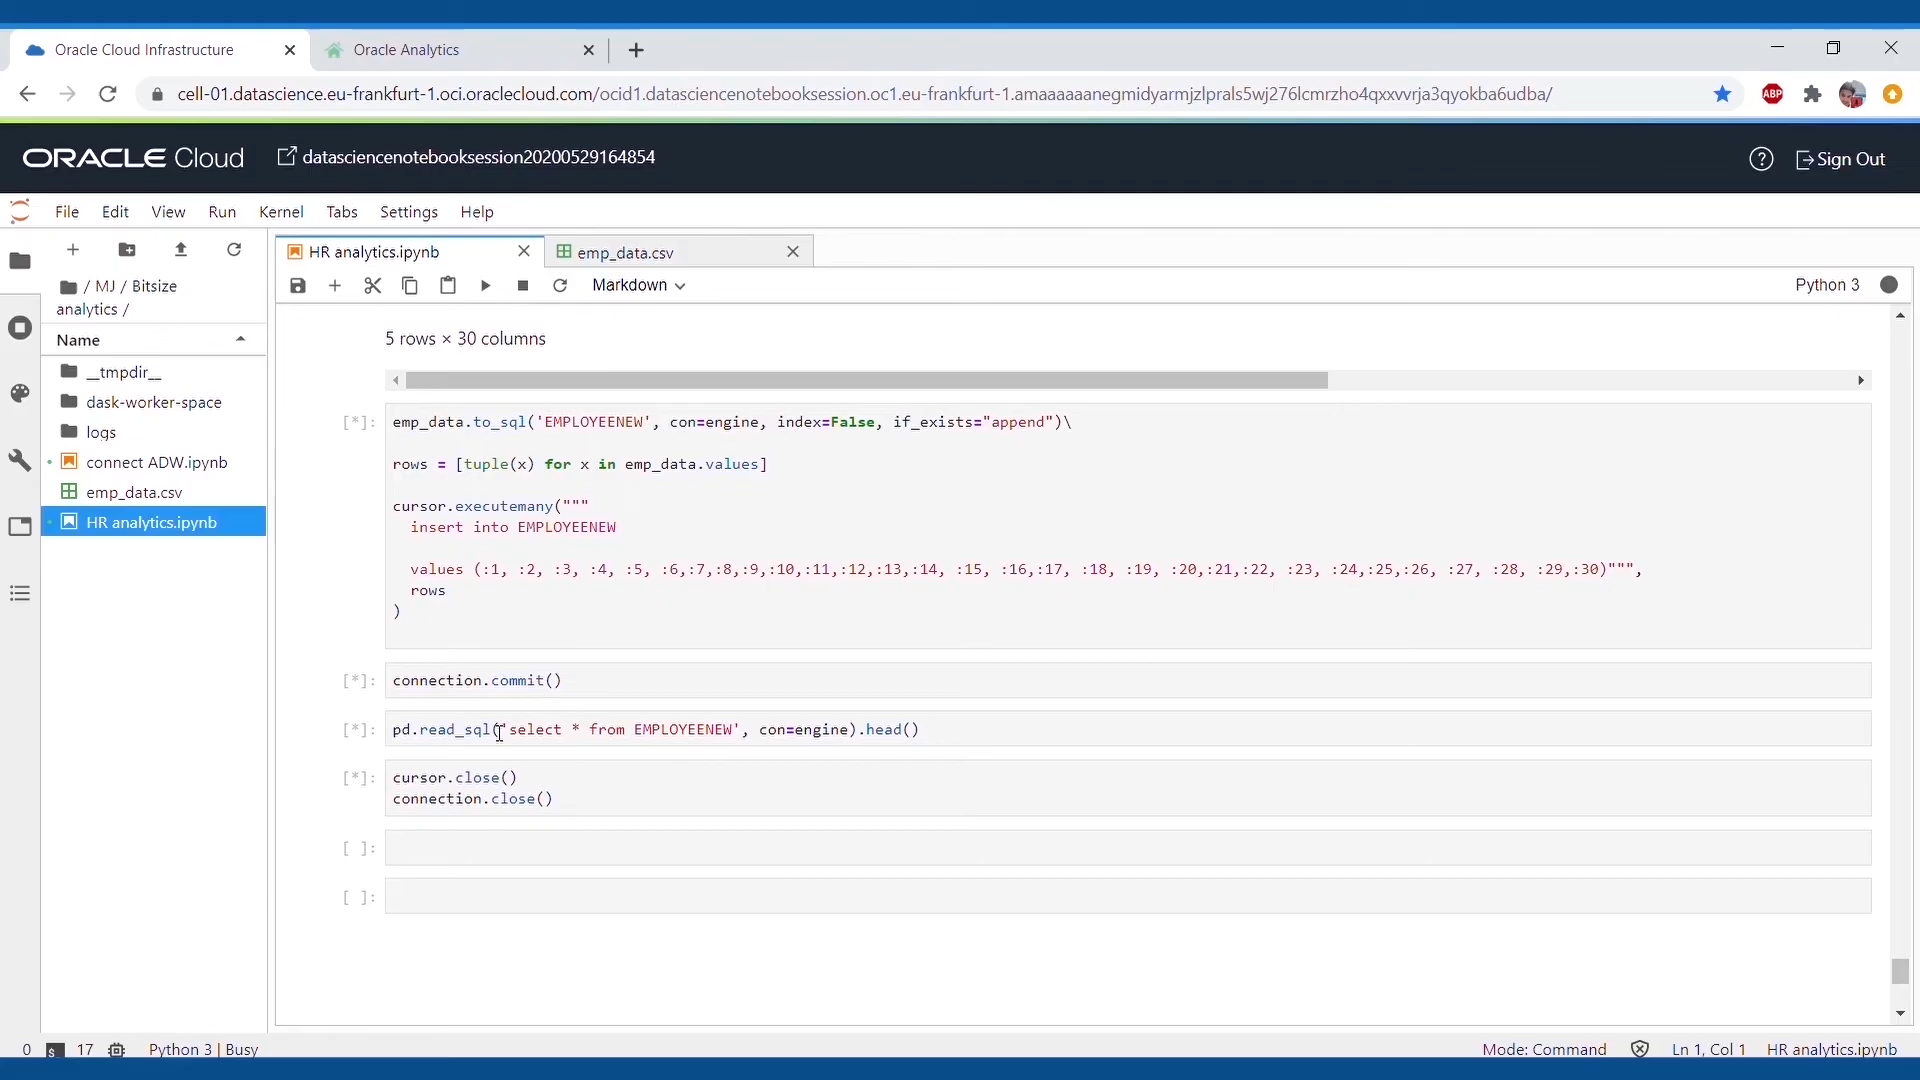 Oracle Cloud Infrastructure
Oracle Analytics
cell-01.datascience.eu-frankfurt-1.oci.oraclecloud.com/ocid1.datasciencenotebooksession.oc1.eu-frankfurt-1.amaaaaaanegmidyarmjzlprals5wj276lcmrzho4qxxvvrja3qyokba6udba/
ABP
ORACLE Cloud
datasciencenotebooksession20200529164854
? Sign Out
File Edit View Run Kernel Tabs Settings Help
HR analytics.ipynb
emp_data.csv
/ MJ / Bitsize
analytics /
Markdown
Python 3
Name
__tmpdir__
dask-worker-space
logs
connect ADW.ipynb
emp_data.csv
HR analytics.ipynb
5 rows × 30 columns
[*]: emp_data.to_sql('EMPLOYEENEW', con=engine, index=False, if_exists="append")\
rows = [tuple(x) for x in emp_data.values]
cursor.executemany("""
insert into EMPLOYEENEW
values (:1, :2, :3, :4, :5, :6,:7,:8,:9,:10,:11,:12,:13,:14, :15, :16,:17, :18, :19, :20,:21,:22, :23, :24,:25,:26, :27, :28, :29,:30)""",
rows
)
[*]: connection.commit()
[*]: pd.read_sql('select * from EMPLOYEENEW', con=engine).head()
[*]: cursor.close()
connection.close()
[ ]:
[ ]:
0 $_ 17 Python 3 | Busy
Mode: Command
Ln 1, Col 1
HR analytics.ipynb